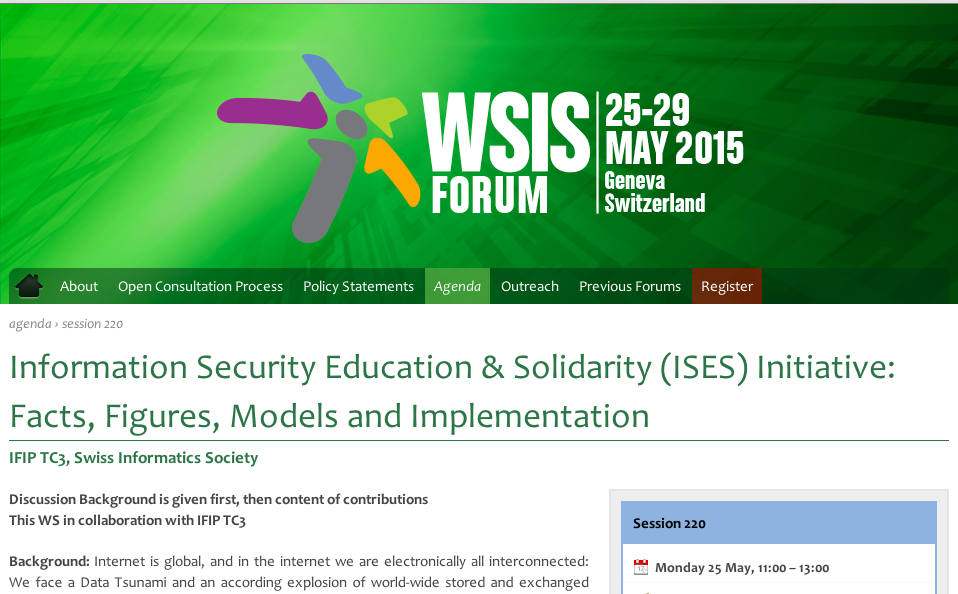 WSIS
FORUM
25-29
MAY 2015
Geneva
Switzerland
About Open Consultation Process Policy Statements Agenda Outreach Previous Forums Register
agenda › session 220
Information Security Education & Solidarity (ISES) Initiative:
Facts, Figures, Models and Implementation
IFIP TC3, Swiss Informatics Society
Discussion Background is given first, then content of contributions
This WS in collaboration with IFIP TC3
Background: Internet is global, and in the internet we are electronically all interconnected:
We face a Data Tsunami and an according explosion of world-wide stored and exchanged
Session 220
Monday 25 May, 11:00 – 13:00